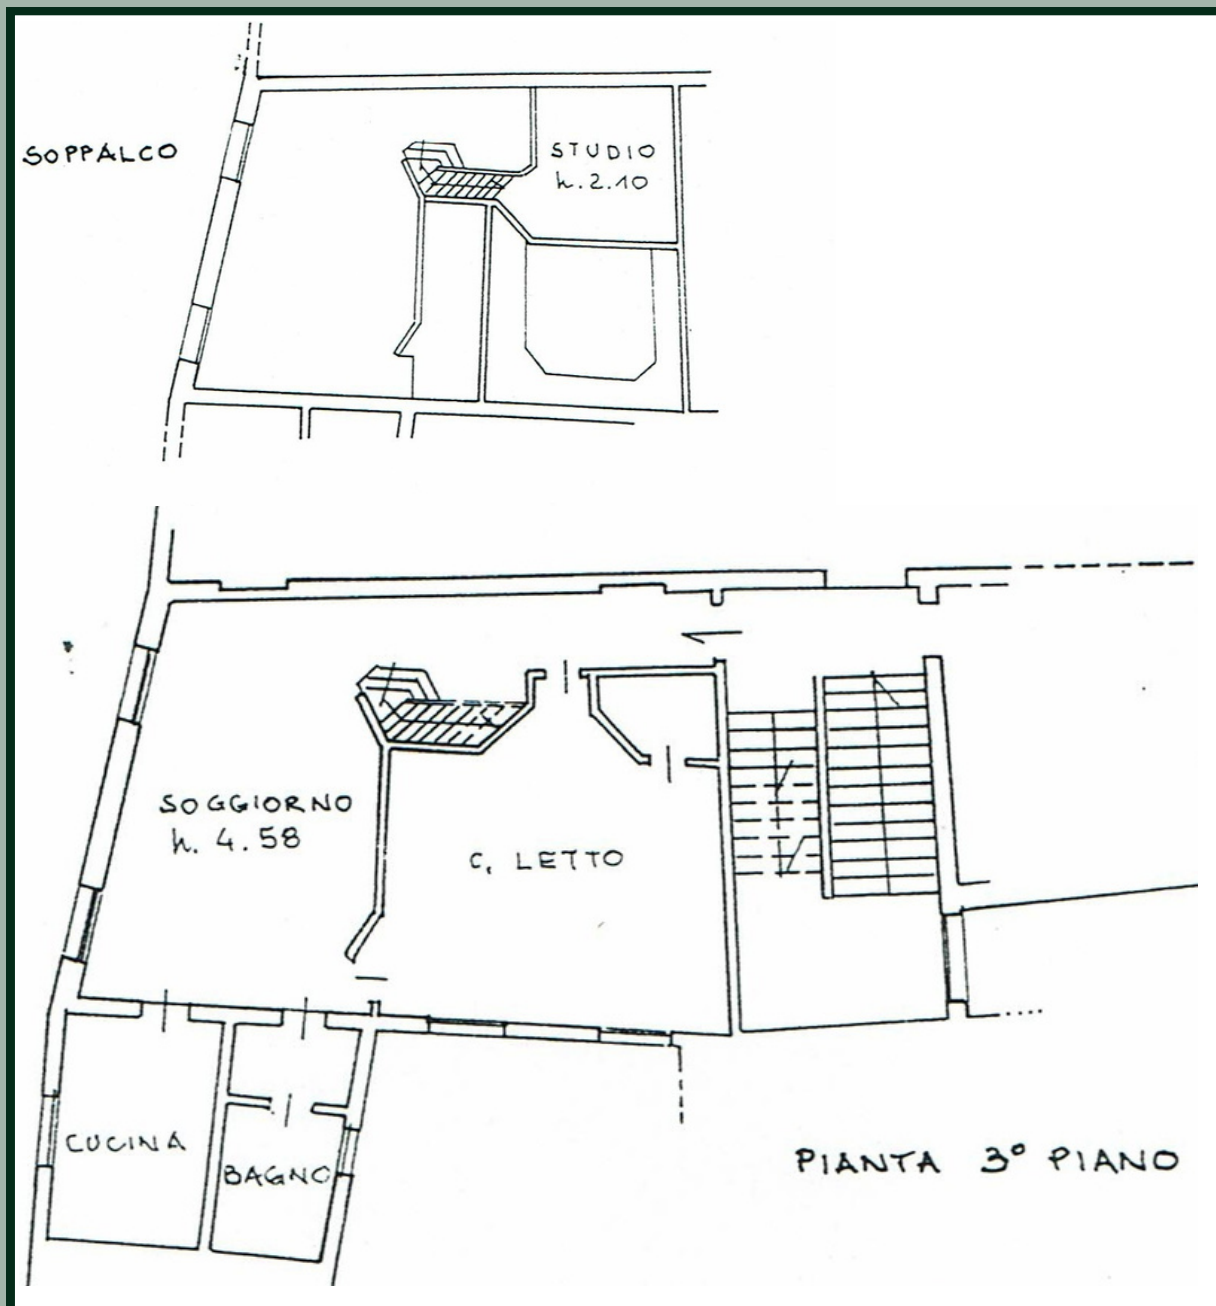 SOPPALCO
STUDIO
h. 2.10
SOGGIORNO
h. 4.58
C. LETTO
CUCINA
BAGNO
PIANTA 3° PIANO